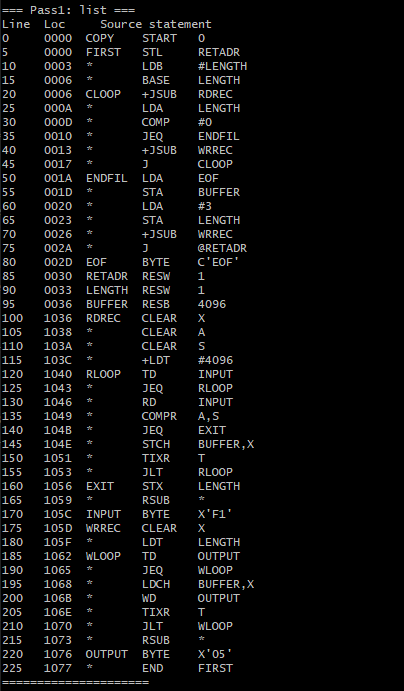 === Pass1: list ===
Line  Loc     Source statement
0     0000  COPY    START   0
5     0000  FIRST   STL     RETADR
10    0003  *       LDB     #LENGTH
15    0006  *       BASE    LENGTH
20    0006  CLOOP   +JSUB   RDREC
25    000A  *       LDA     LENGTH
30    000D  *       COMP    #0
35    0010  *       JEQ     ENDFIL
40    0013  *       +JSUB   WRREC
45    0017  *       J       CLOOP
50    001A  ENDFIL  LDA     EOF
55    001D  *       STA     BUFFER
60    0020  *       LDA     #3
65    0023  *       STA     LENGTH
70    0026  *       +JSUB   WRREC
75    002A  *       J       @RETADR
80    002D  EOF     BYTE    C'EOF'
85    0030  RETADR  RESW    1
90    0033  LENGTH  RESW    1
95    0036  BUFFER  RESB    4096
100   1036  RDREC   CLEAR   X
105   1038  *       CLEAR   A
110   103A  *       CLEAR   S
115   103C  *       +LDT    #4096
120   1040  RLOOP   TD      INPUT
125   1043  *       JEQ     RLOOP
130   1046  *       RD      INPUT
135   1049  *       COMPR   A,S
140   104B  *       JEQ     EXIT
145   104E  *       STCH    BUFFER,X
150   1051  *       TIXR    T
155   1053  *       JLT     RLOOP
160   1056  EXIT    STX     LENGTH
165   1059  *       RSUB    *
170   105C  INPUT   BYTE    X'F1'
175   105D  WRREC   CLEAR   X
180   105F  *       LDT     LENGTH
185   1062  WLOOP   TD      OUTPUT
190   1065  *       JEQ     WLOOP
195   1068  *       LDCH    BUFFER,X
200   106B  *       WD      OUTPUT
205   106E  *       TIXR    T
210   1070  *       JLT     WLOOP
215   1073  *       RSUB    *
220   1076  OUTPUT  BYTE    X'05'
225   1077  *       END     FIRST
=====================